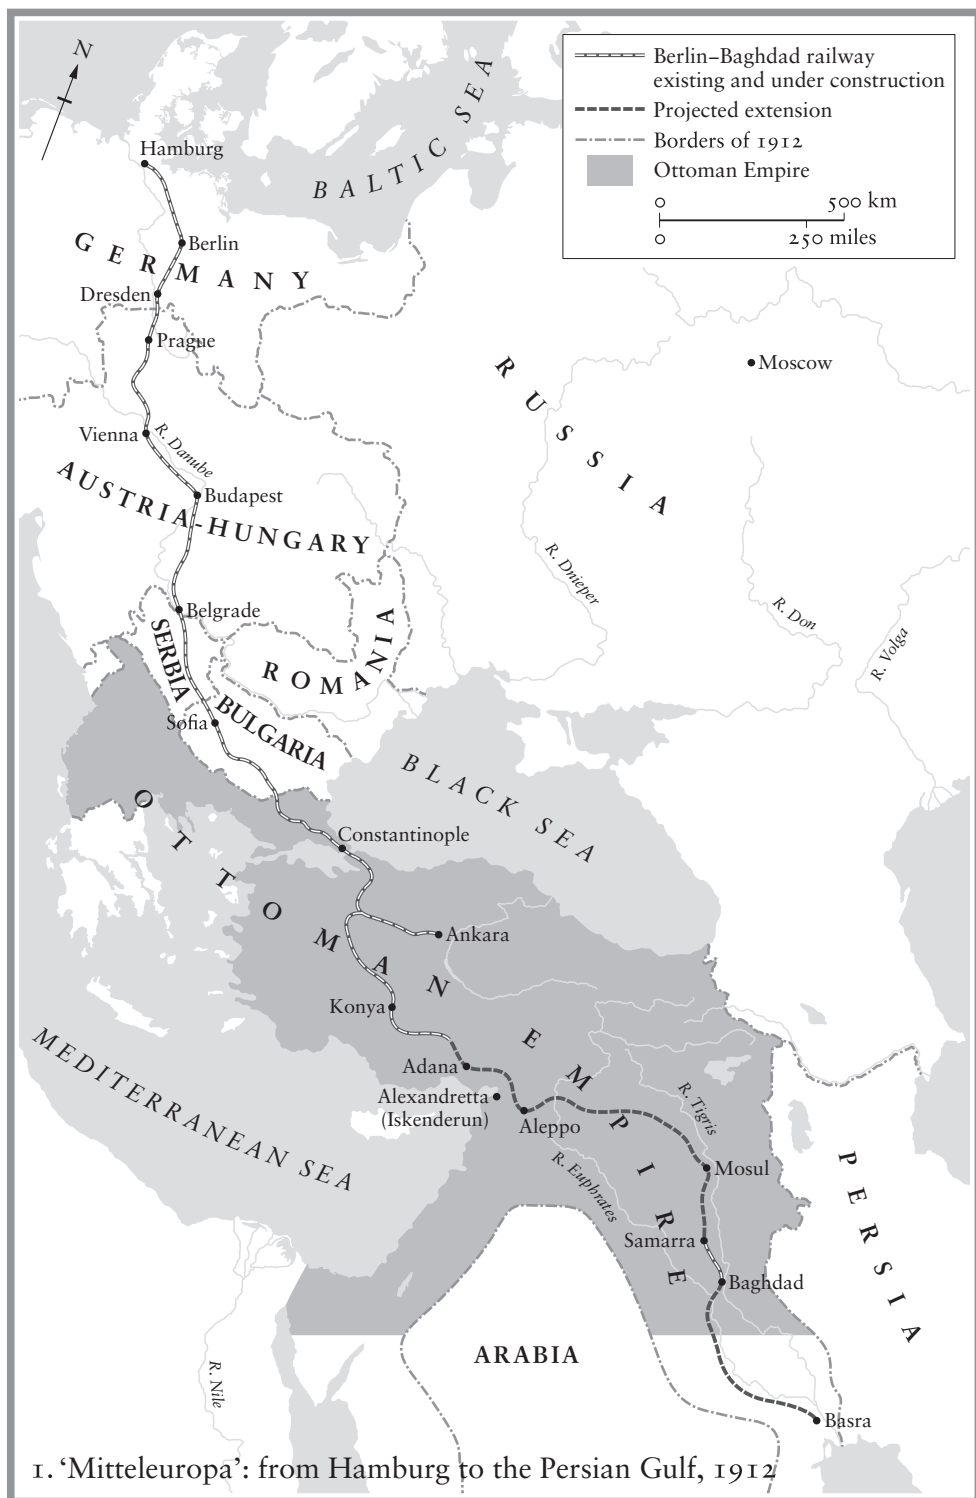 N
Berlin–Baghdad railway
existing and under construction
Projected extension
Borders of 1912
Ottoman Empire
0 500 km
0 250 miles
BALTIC SEA
Hamburg
Berlin
GERMANY
Dresden
Prague
Moscow
RUSSIA
Vienna
R. Danube
AUSTRIA-HUNGARY
Budapest
R. Dnieper
R. Don
R. Volga
Belgrade
SERBIA
ROMANIA
Sofia
BULGARIA
BLACK SEA
OTTOMAN EMPIRE
Constantinople
Ankara
Konya
MEDITERRANEAN SEA
Adana
Alexandretta
(Iskenderun)
Aleppo
R. Tigris
Mosul
R. Euphrates
PERSIA
Samarra
Baghdad
ARABIA
R. Nile
Basra
1. ‘Mitteleuropa’: from Hamburg to the Persian Gulf, 1912